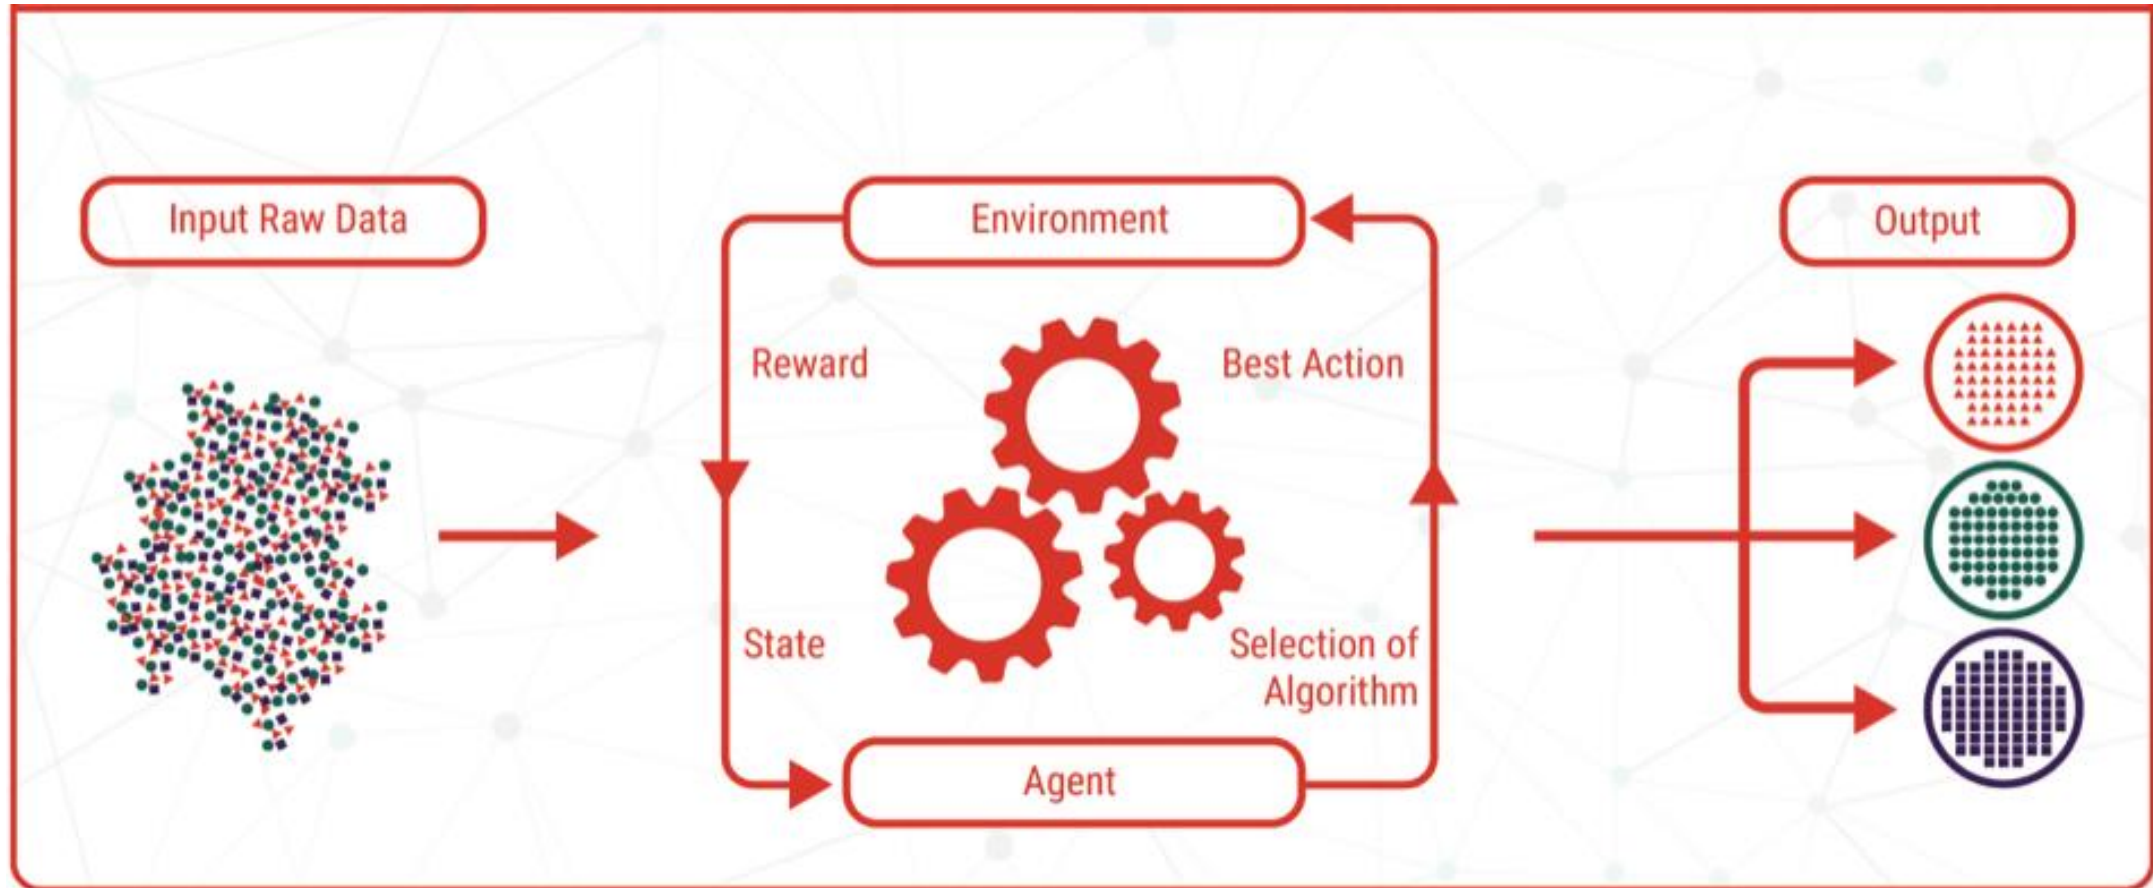 Input Raw Data
Environment
Output
Reward
Best Action
State
Selection of
Algorithm
Agent